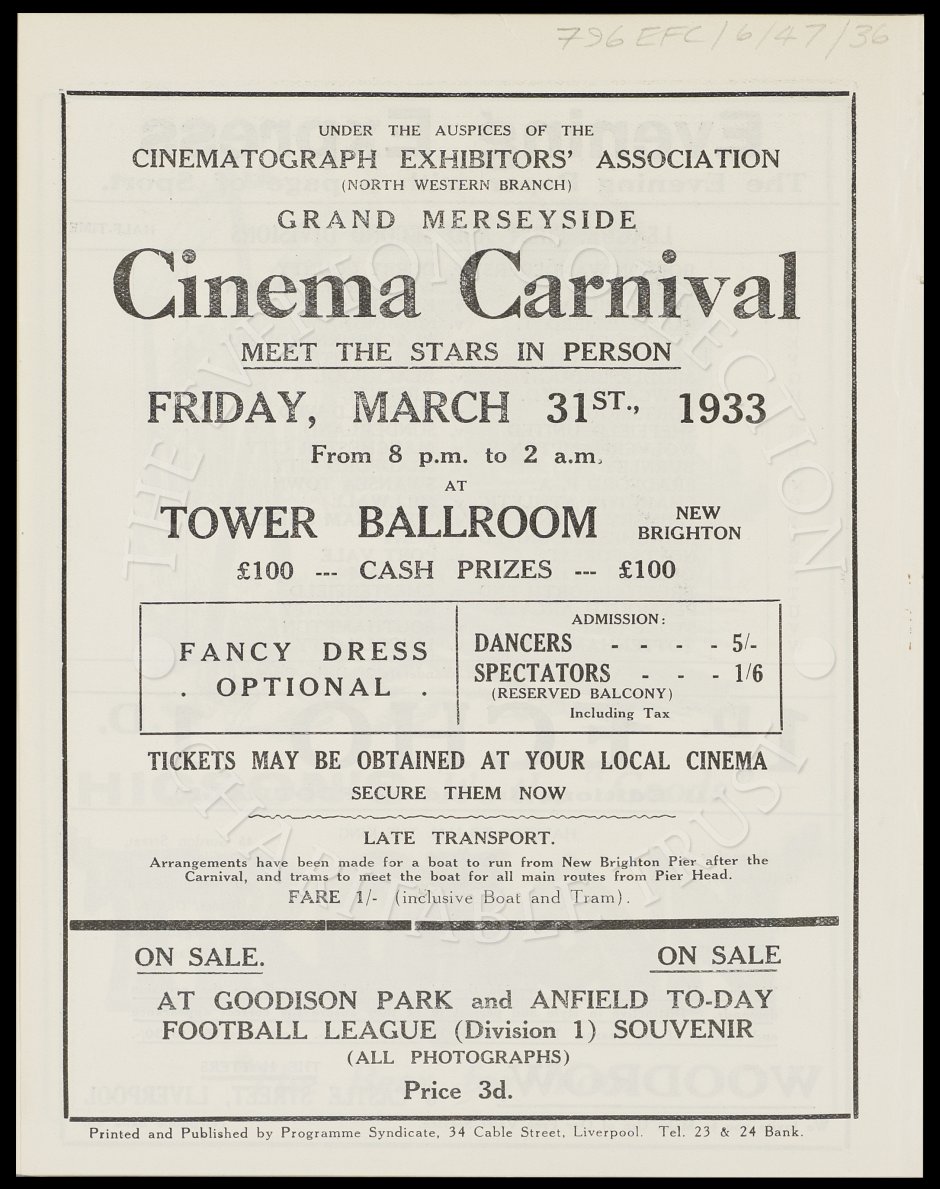 796 EFC/6/47/36
UNDER THE AUSPICES OF THE
CINEMATOGRAPH EXHIBITORS' ASSOCIATION
(NORTH WESTERN BRANCH)
GRAND MERSEYSIDE
Cinema Carnival
MEET THE STARS IN PERSON
FRIDAY, MARCH 31ST., 1933
From 8 p.m. to 2 a.m.
AT
TOWER BALLROOM NEW BRIGHTON
£100 --- CASH PRIZES --- £100
FANCY DRESS
. OPTIONAL .
ADMISSION:
DANCERS - - - - 5/-
SPECTATORS - - - 1/6
(RESERVED BALCONY)
Including Tax
TICKETS MAY BE OBTAINED AT YOUR LOCAL CINEMA
SECURE THEM NOW
LATE TRANSPORT.
Arrangements have been made for a boat to run from New Brighton Pier after the
Carnival, and trams to meet the boat for all main routes from Pier Head.
FARE 1/- (inclusive Boat and Tram).
ON SALE. ON SALE
AT GOODISON PARK and ANFIELD TO-DAY
FOOTBALL LEAGUE (Division 1) SOUVENIR
(ALL PHOTOGRAPHS)
Price 3d.
Printed and Published by Programme Syndicate, 34 Cable Street, Liverpool. Tel. 23 & 24 Bank.
THE EVERTON COLLECTION
CHARITABLE TRUST